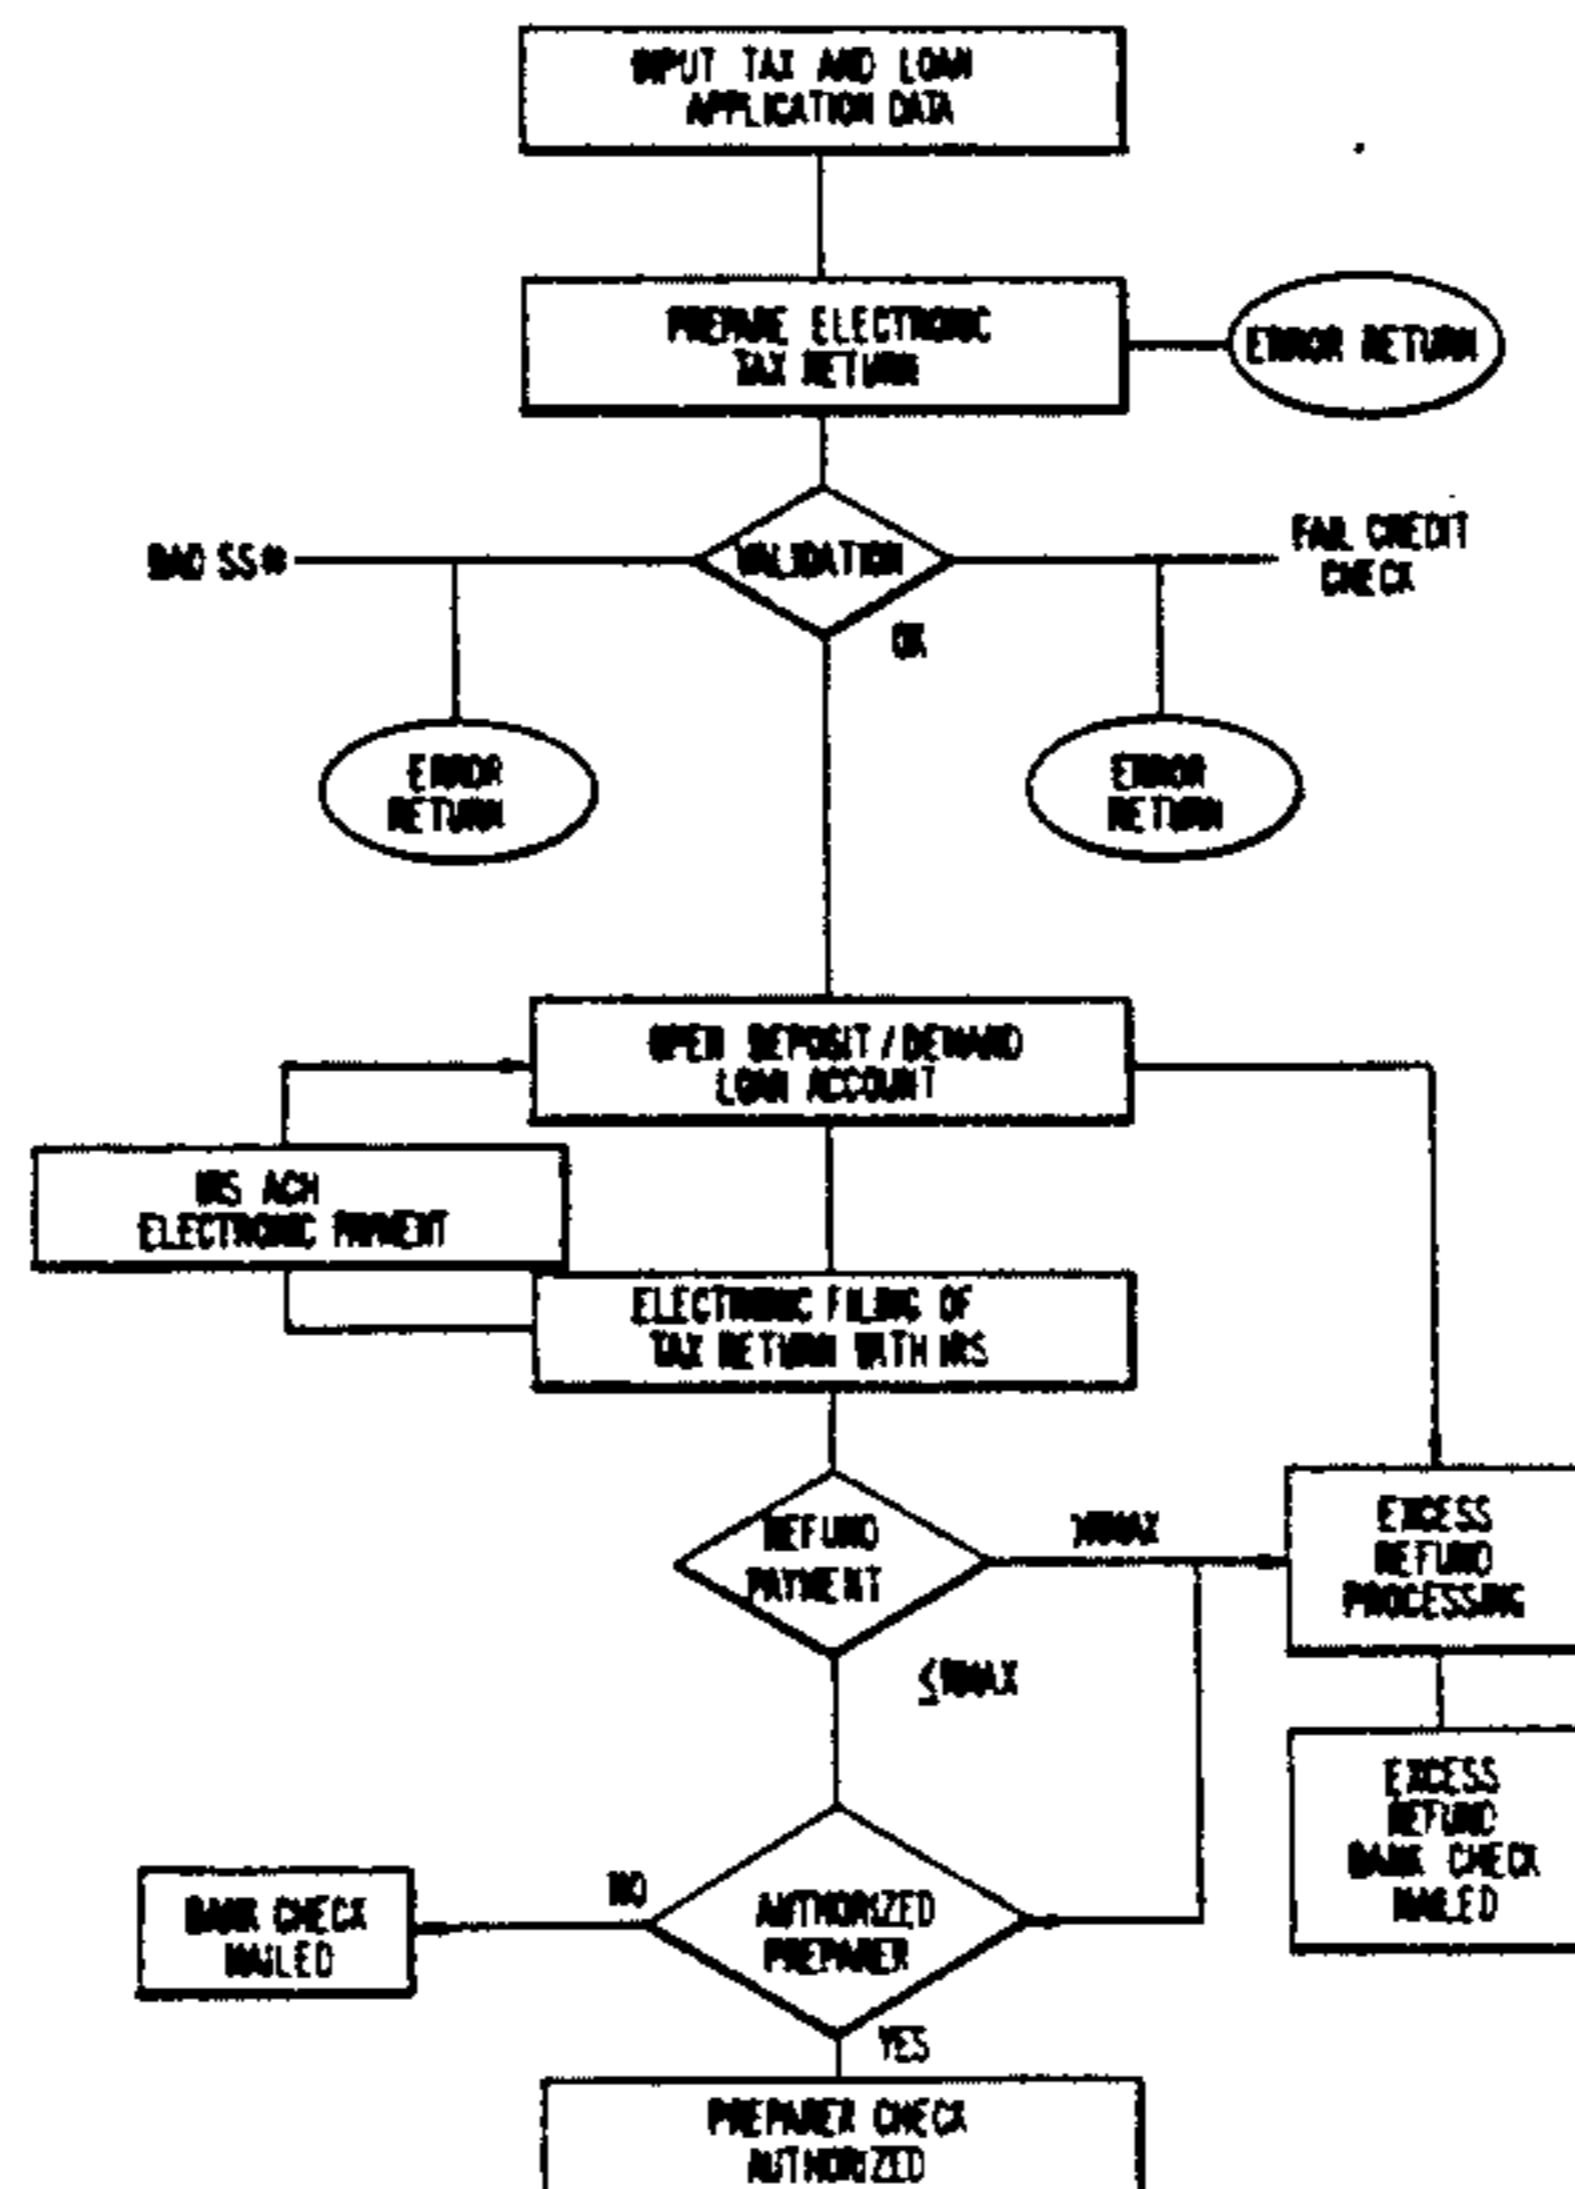 INPUT TAX AND LOAN
APPLICATION DATA
PREPARE ELECTRONIC
TAX RETURN
ERROR RETURN
BAD SS#
VALIDATION
FAIL CREDIT
CHECK
OK
ERROR
RETURN
ERROR
RETURN
OPEN DEPOSIT / DEMAND
LOAN ACCOUNT
IRS ACH
ELECTRONIC PAYMENT
ELECTRONIC FILING OF
TAX RETURN WITH IRS
REFUND
PAYMENT
EXCESS
REFUND
PROCESSING
EXCESS
REFUND
BANK CHECK
MAILED
NO
BANK CHECK
MAILED
AUTHORIZED
PREPARER
YES
PREPARER CHECK
AUTHORIZED